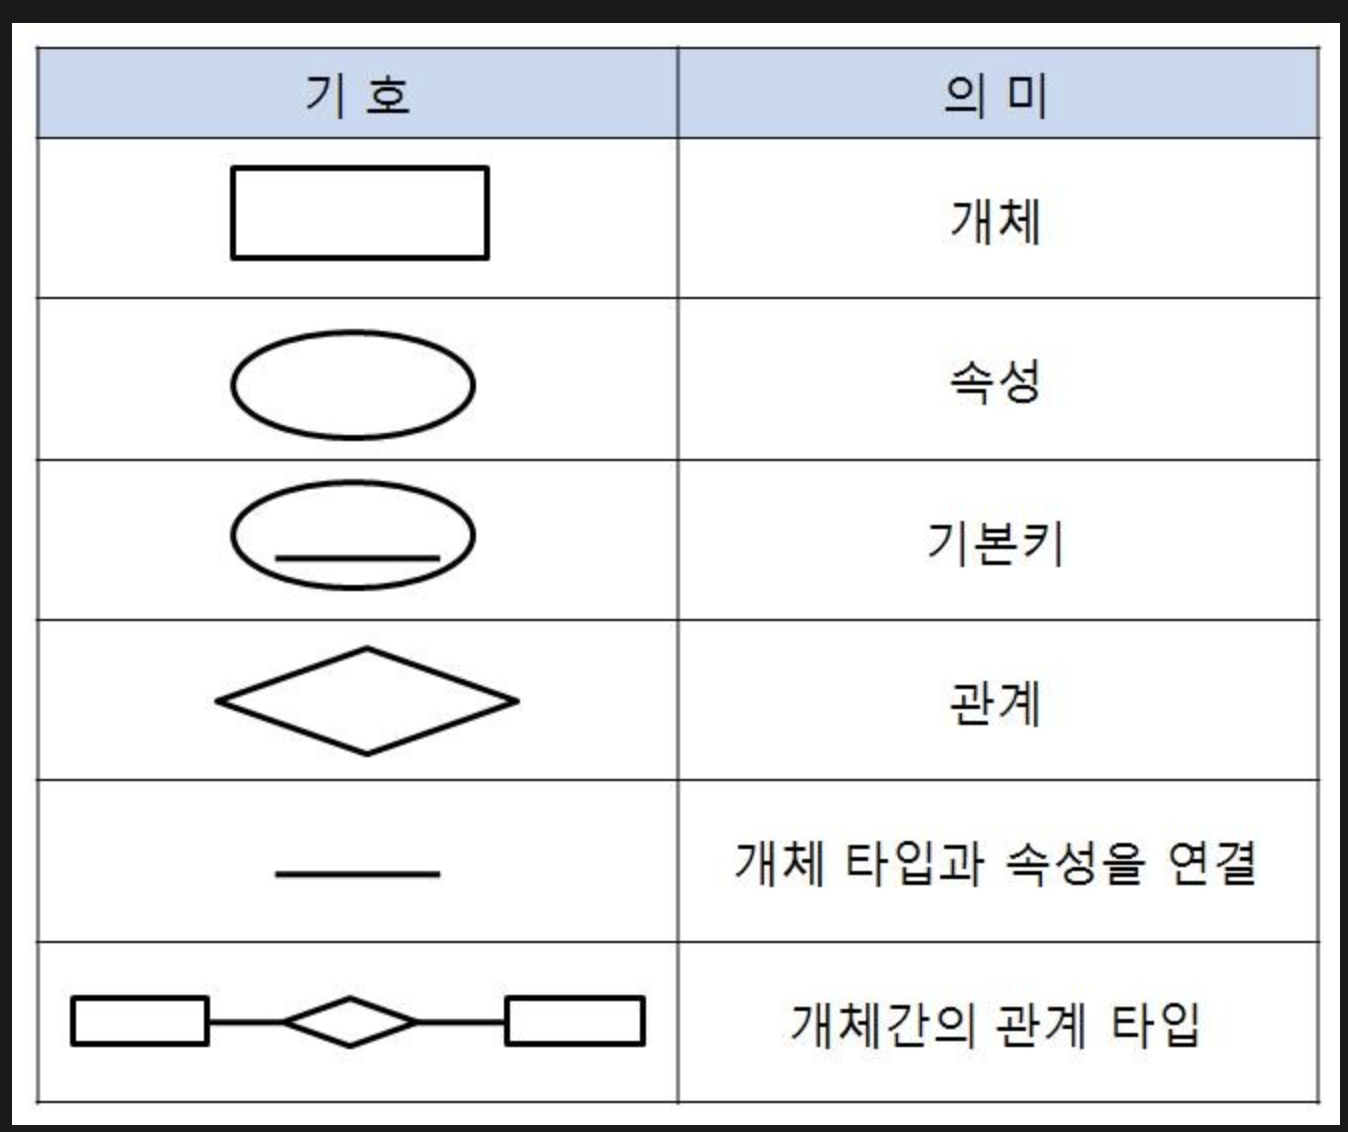 기 호
의 미
개체
속성
기본키
관계
개체 타입과 속성을 연결
개체간의 관계 타입